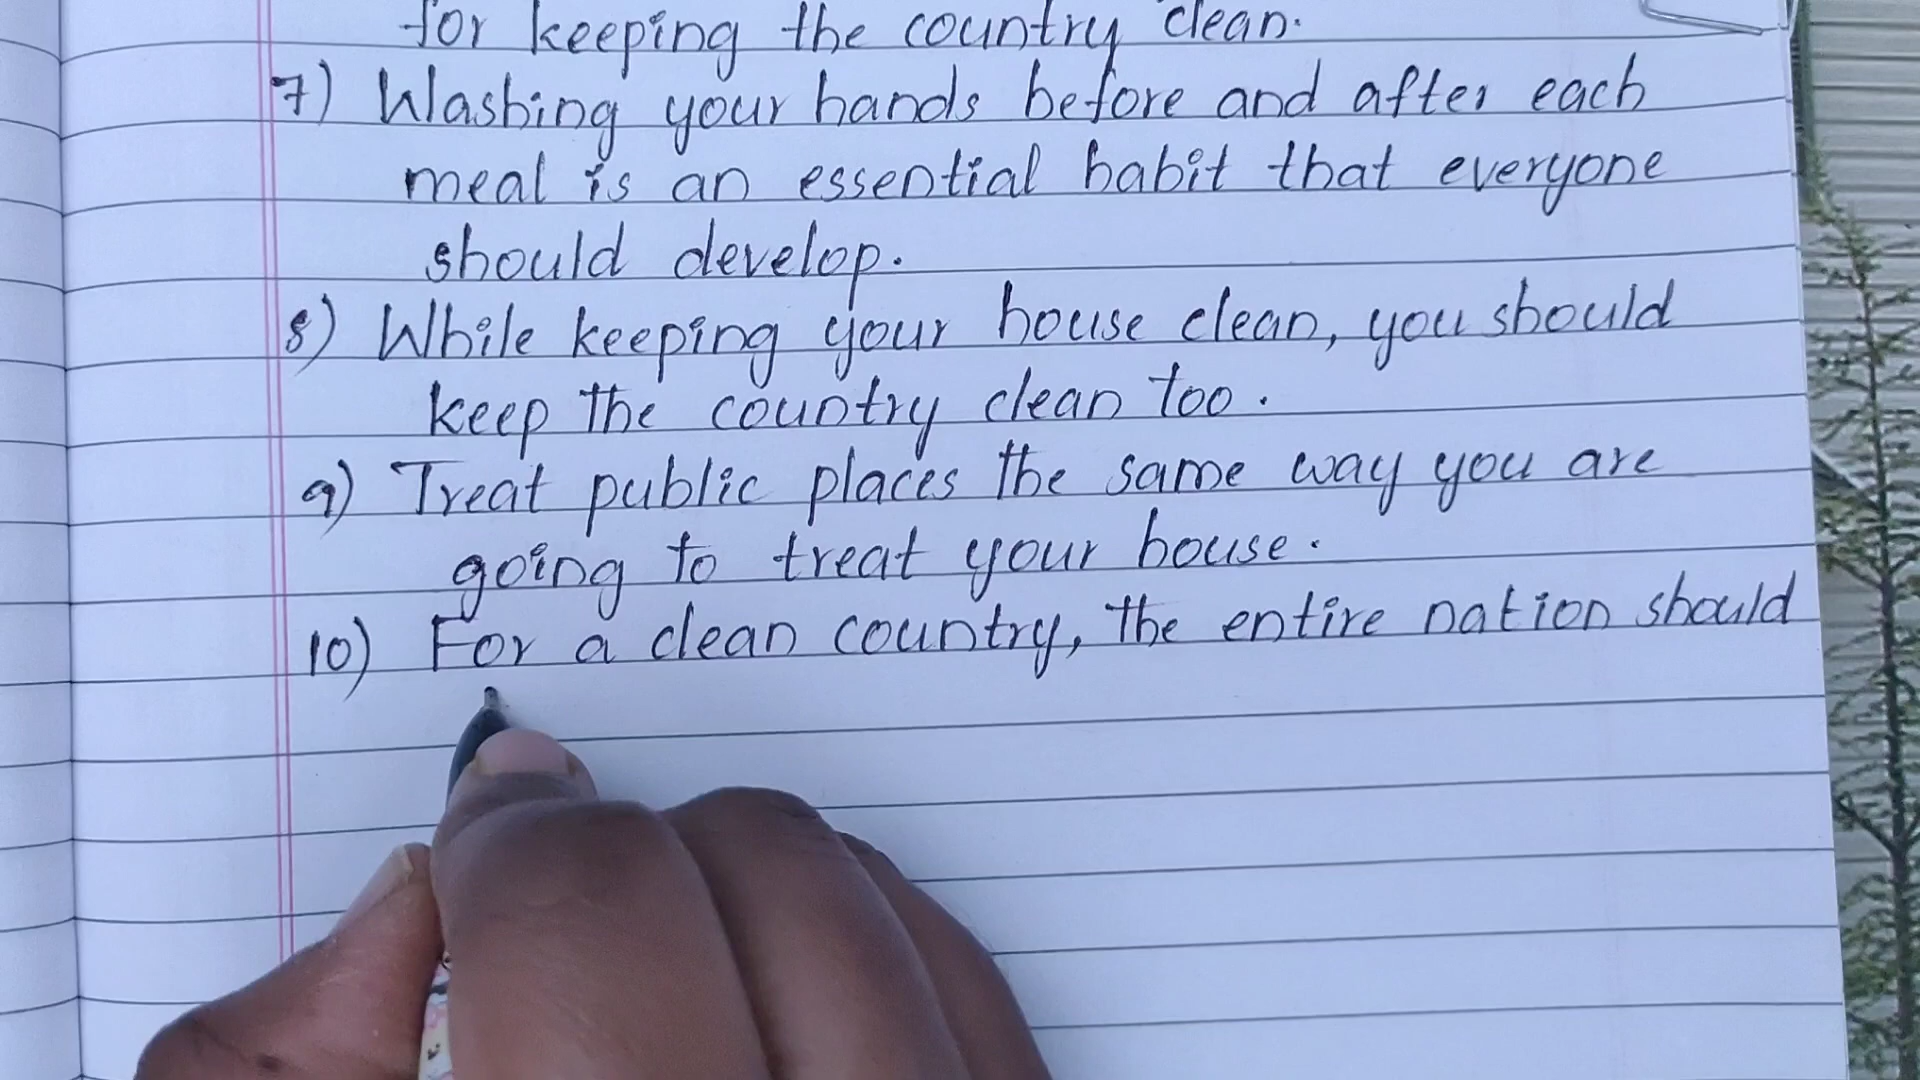 for keeping the country clean.
7) Washing your hands before and after each
meal is an essential habit that everyone
should develop.
8) While keeping your house clean, you should
keep the country clean too.
9) Treat public places the same way you are
going to treat your house.
10) For a clean country, the entire nation should